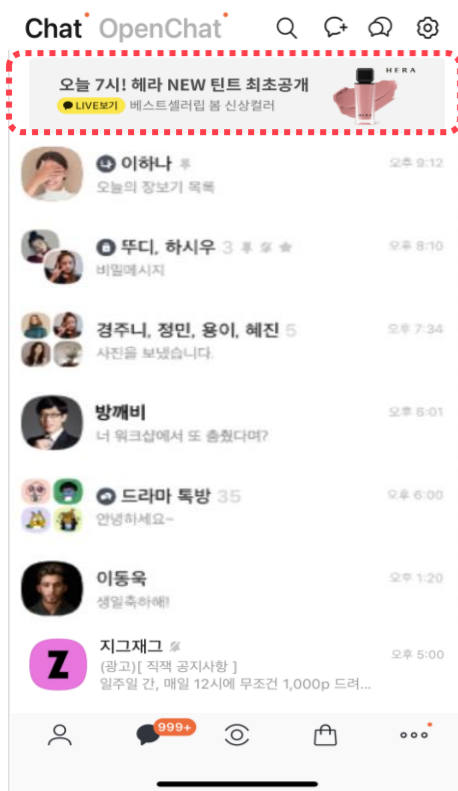 Chat OpenChat
오늘 7시! 헤라 NEW 틴트 최초공개
LIVE보기 베스트셀러립 봄 신상컬러
HERA
HERA
나 이하나
오후 9:12
오늘의 장보기 목록
뚜디, 하시우 3
오후 8:10
비밀메시지
경주니, 정민, 용이, 혜진 5
오후 7:34
사진을 보냈습니다.
방깨비
오후 6:01
너 워크샵에서 또 춤췄다며?
드라마 톡방 35
오후 6:00
안녕하세요~
이동욱
오후 1:20
생일축하해!
Z
지그재그
오후 5:00
(광고)[ 직잭 공지사항 ]
일주일 간, 매일 12시에 무조건 1,000p 드려...
999+